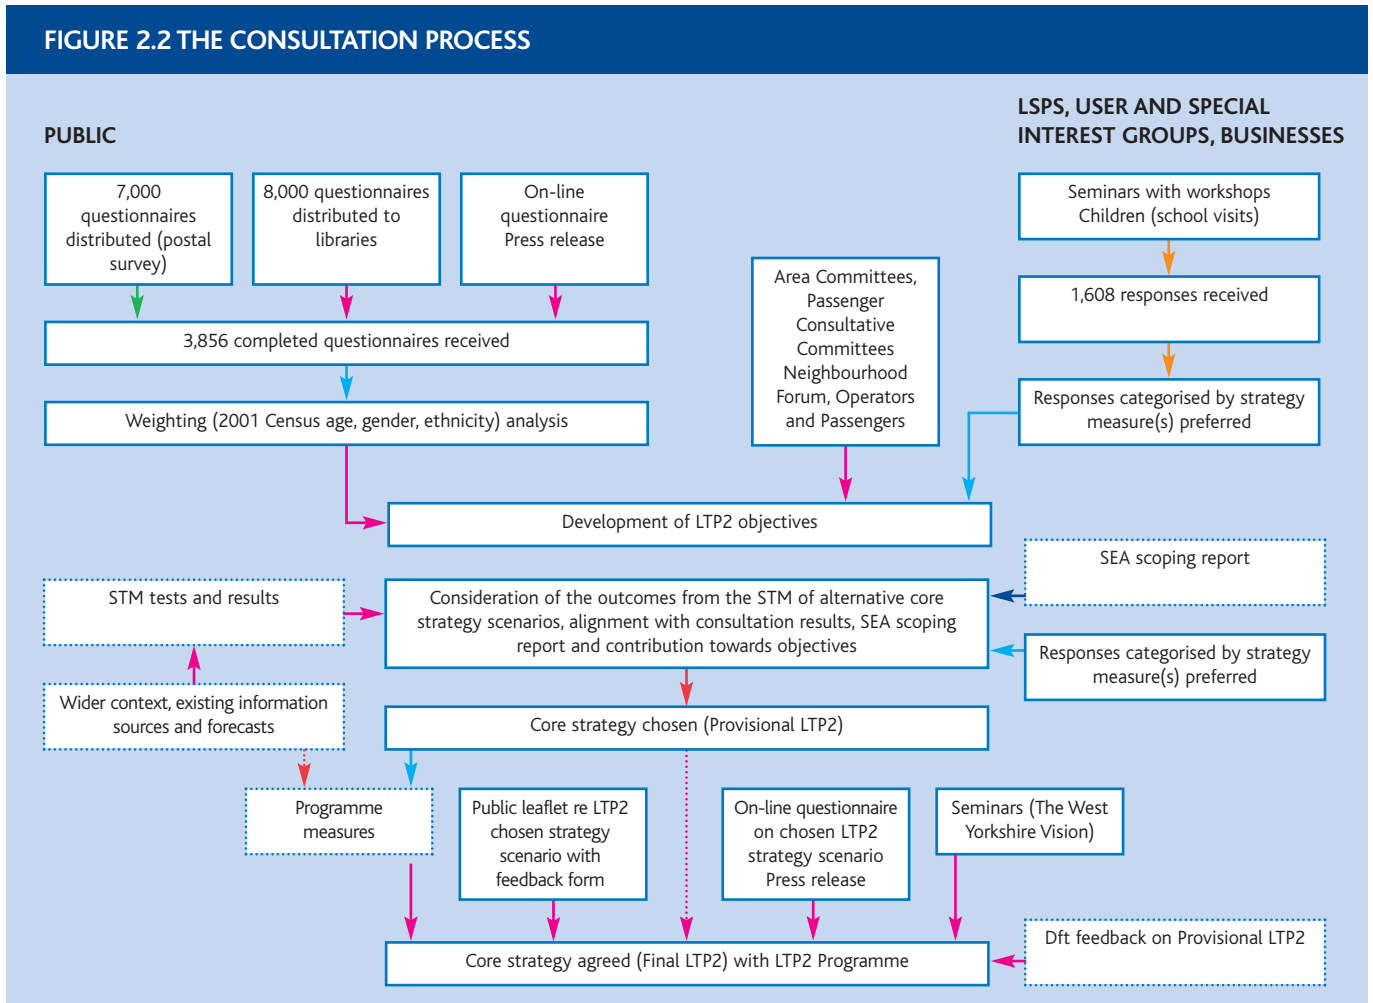 FIGURE 2.2 THE CONSULTATION PROCESS
PUBLIC
LSPS, USER AND SPECIAL
INTEREST GROUPS, BUSINESSES
7,000
questionnaires
distributed (postal
survey)
8,000 questionnaires
distributed to
libraries
On-line
questionnaire
Press release
Seminars with workshops
Children (school visits)
Area Committees,
Passenger
Consultative
Committees
Neighbourhood
Forum, Operators
and Passengers
1,608 responses received
3,856 completed questionnaires received
Responses categorised by strategy
measure(s) preferred
Weighting (2001 Census age, gender, ethnicity) analysis
Development of LTP2 objectives
SEA scoping report
STM tests and results
Consideration of the outcomes from the STM of alternative core
strategy scenarios, alignment with consultation results, SEA scoping
report and contribution towards objectives
Responses categorised by strategy
measure(s) preferred
Wider context, existing information
sources and forecasts
Core strategy chosen (Provisional LTP2)
Programme
measures
Public leaflet re LTP2
chosen strategy
scenario with
feedback form
On-line questionnaire
on chosen LTP2
strategy scenario
Press release
Seminars (The West
Yorkshire Vision)
Dft feedback on Provisional LTP2
Core strategy agreed (Final LTP2) with LTP2 Programme